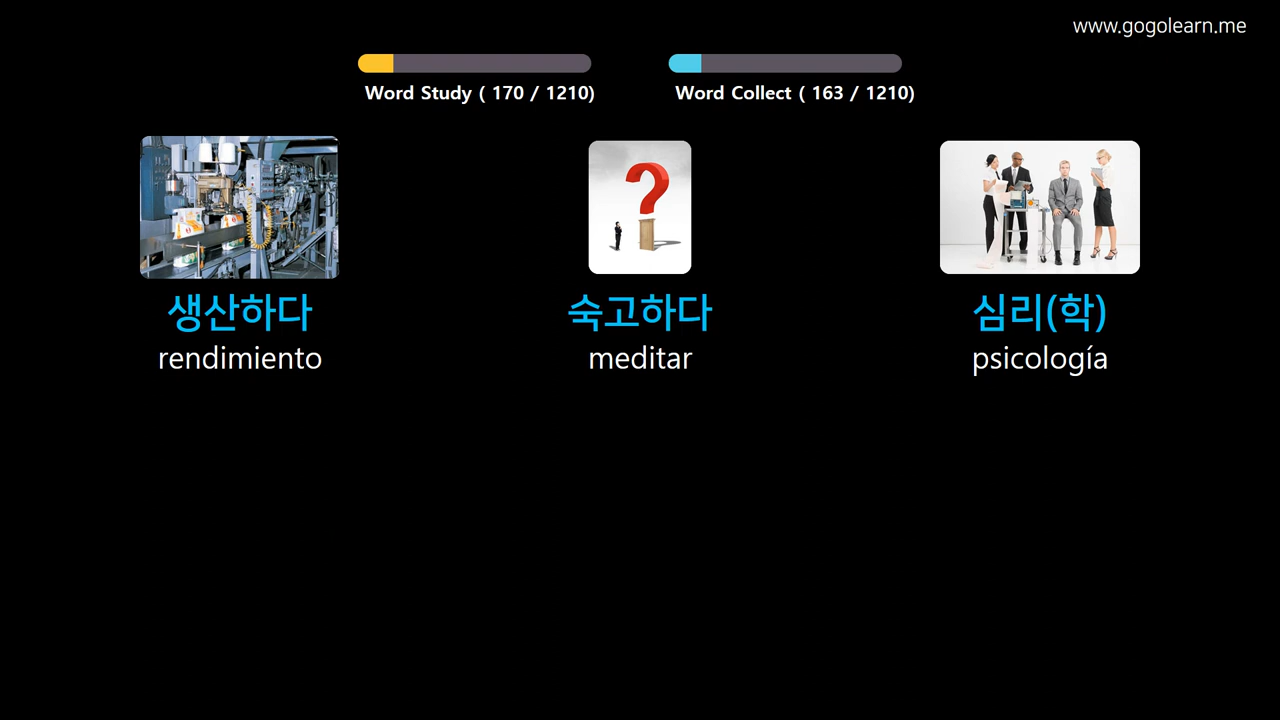 www.gogolearn.me
Word Study ( 170 / 1210)
Word Collect ( 163 / 1210)
생산하다
숙고하다
심리(학)
rendimiento
meditar
psicología